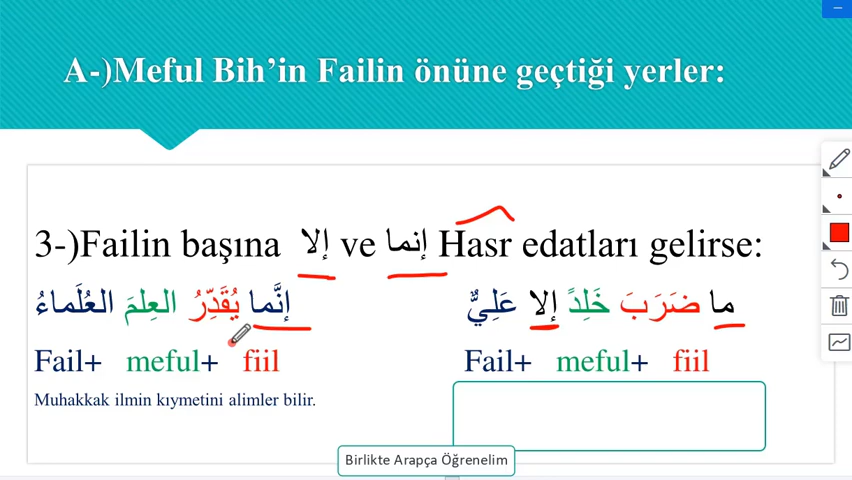 A-)Meful Bih’in Failin önüne geçtiği yerler:
3-)Failin başına إلا ve إنما Hasr edatları gelirse:
إنَّما يُقَدِّرُ العِلمَ العُلَماءُ
Fail+ meful+ fiil
Muhakkak ilmin kıymetini alimler bilir.
ما ضَرَبَ خَلِدً إلا عَلِيٌّ
Fail+ meful+ fiil
Birlikte Arapça Öğrenelim